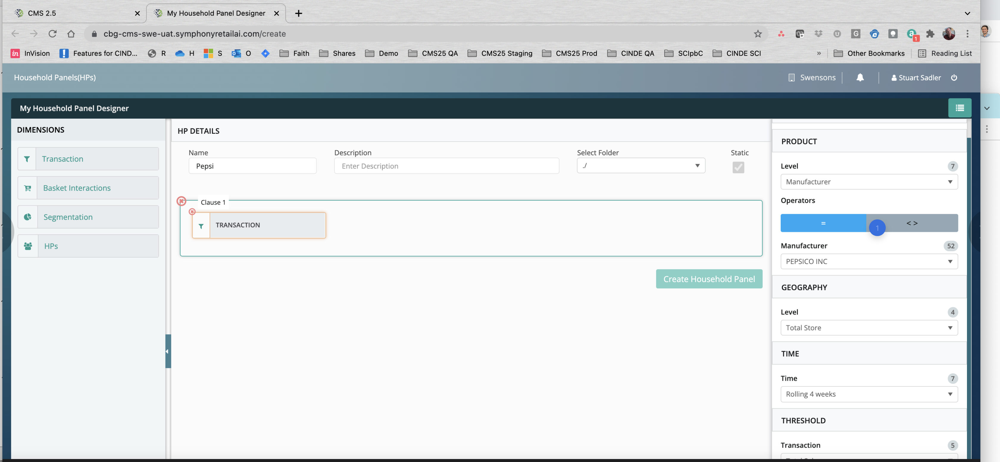 CMS 2.5
My Household Panel Designer
cbg-cms-swe-uat.symphonyretailai.com/create
1
InVision
Features for CIND...
R
H
S
O
Faith
Shares
Demo
CMS25 QA
CMS25 Staging
CMS25 Prod
CINDE QA
SCIpbC
CINDE SCI
»
Other Bookmarks
Reading List
Household Panels(HPs)
Swensons
Stuart Sadler
My Household Panel Designer
DIMENSIONS
Transaction
Basket Interactions
Segmentation
HPs
HP DETAILS
Name
Description
Select Folder
Static
Pepsi
Enter Description
./
Clause 1
TRANSACTION
Create Household Panel
PRODUCT
Level
7
Manufacturer
Operators
=
1
< >
Manufacturer
52
PEPSICO INC
GEOGRAPHY
Level
4
Total Store
TIME
Time
7
Rolling 4 weeks
THRESHOLD
Transaction
5